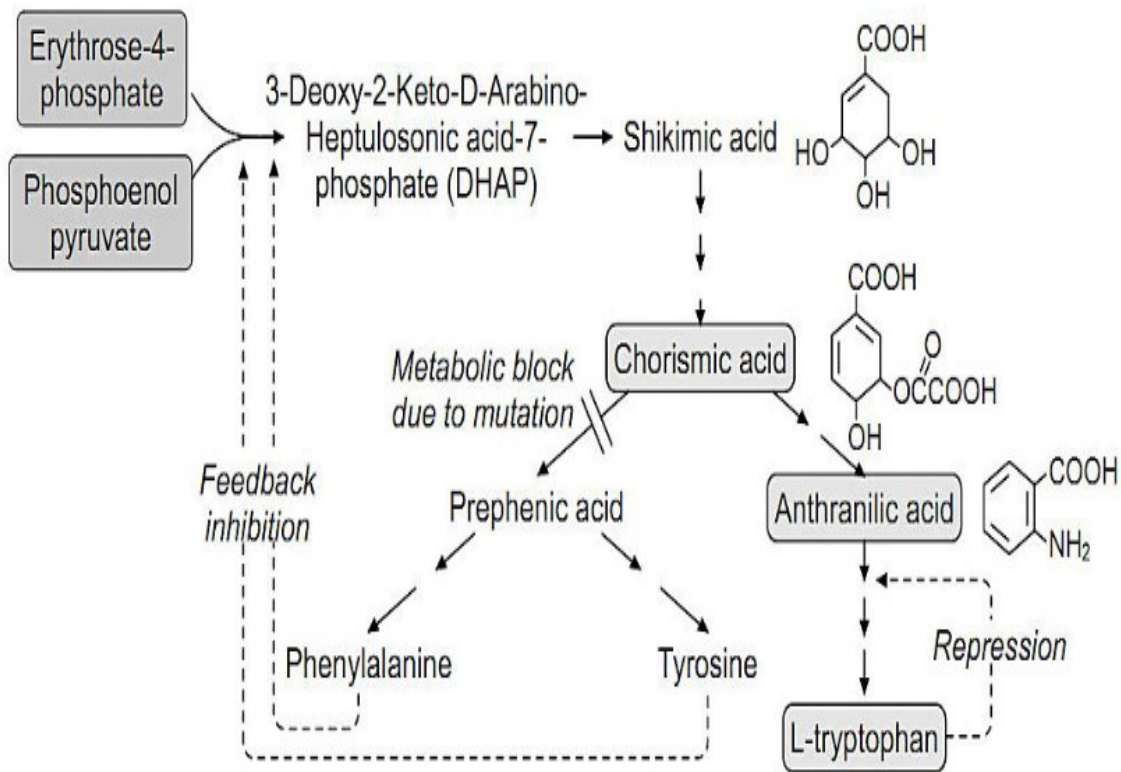 Erythrose-4-
phosphate
Phosphoenol
pyruvate
3-Deoxy-2-Keto-D-Arabino-
Heptulosonic acid-7-
phosphate (DHAP)
Shikimic acid
COOH
HO
OH
OH
Chorismic acid
COOH
O
OCCOOH
OH
Metabolic block
due to mutation
Feedback
inhibition
Prephenic acid
Anthranilic acid
COOH
NH₂
Phenylalanine
Tyrosine
Repression
L-tryptophan